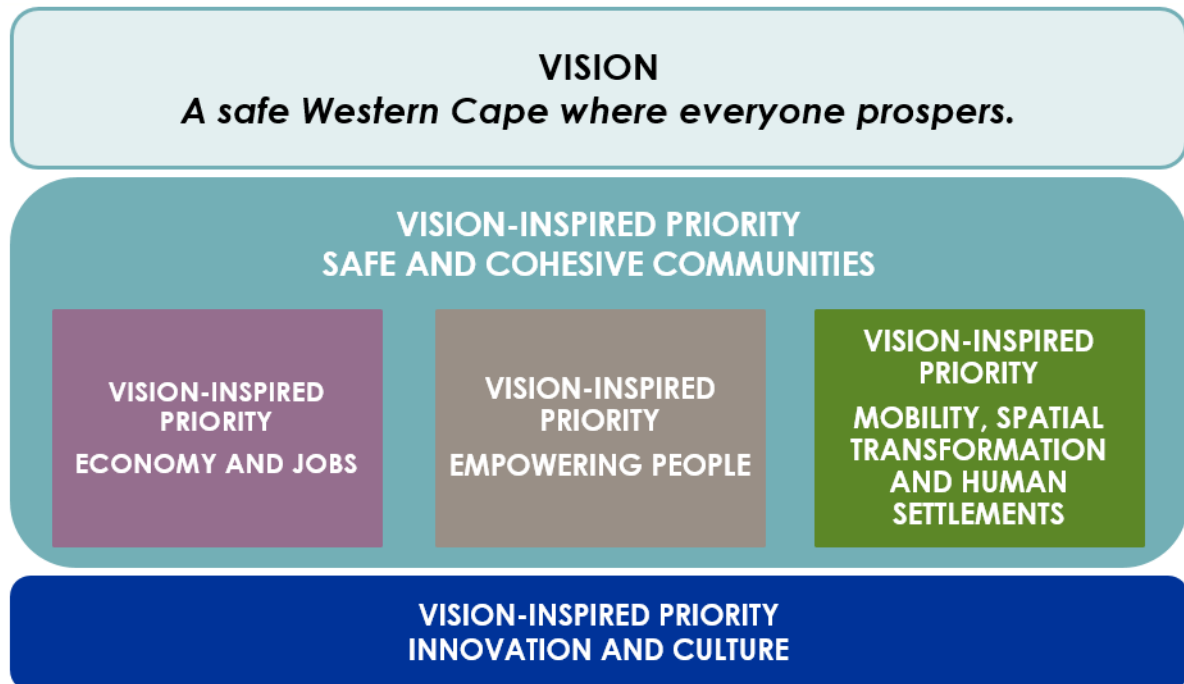 VISION
A safe Western Cape where everyone prospers.
VISION-INSPIRED PRIORITY
SAFE AND COHESIVE COMMUNITIES
VISION-INSPIRED
PRIORITY
ECONOMY AND JOBS
VISION-INSPIRED
PRIORITY
EMPOWERING PEOPLE
VISION-INSPIRED
PRIORITY
MOBILITY, SPATIAL
TRANSFORMATION
AND HUMAN
SETTLEMENTS
VISION-INSPIRED PRIORITY
INNOVATION AND CULTURE